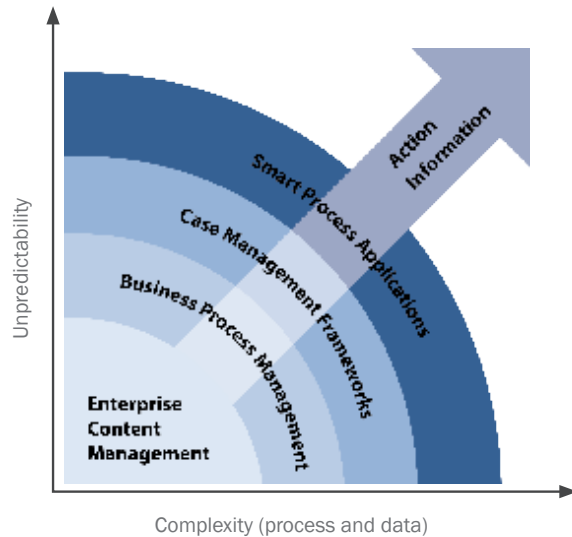 Unpredictability
Action
Information
Smart Process Applications
Case Management Frameworks
Business Process Management
Enterprise
Content
Management
Complexity (process and data)